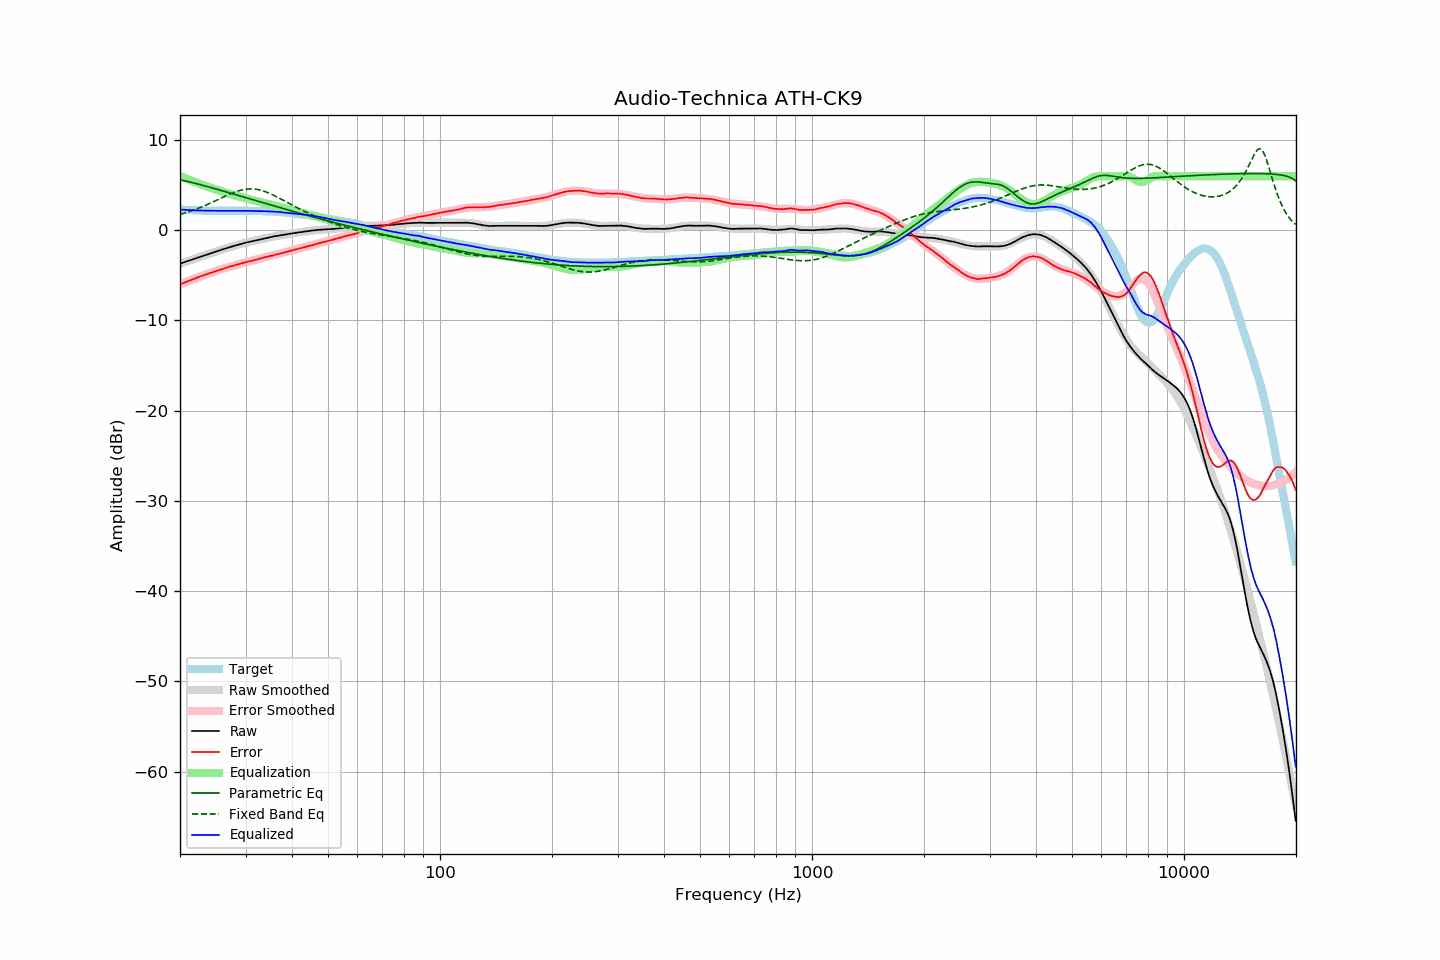 Audio-Technica ATH-CK9
10
0
−10
−20
−30
−40
−50
−60
Amplitude (dBr)
Target
Raw Smoothed
Error Smoothed
Raw
Error
Equalization
Parametric Eq
Fixed Band Eq
Equalized
100
1000
10000
Frequency (Hz)